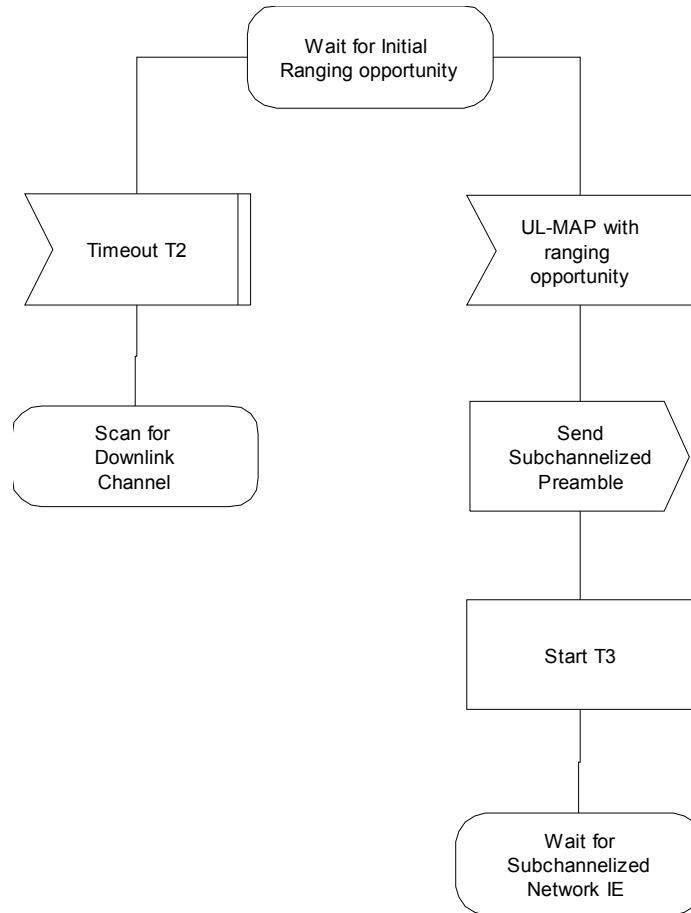 Wait for Initial
Ranging opportunity
Timeout T2
UL-MAP with
ranging
opportunity
Scan for
Downlink
Channel
Send
Subchannelized
Preamble
Start T3
Wait for
Subchannelized
Network IE